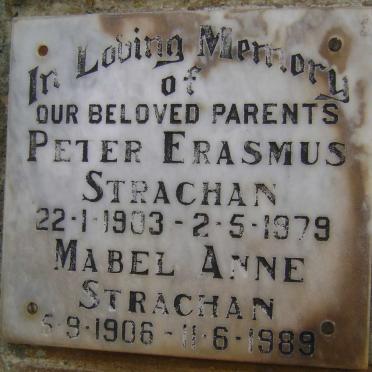 In Loving Memory
of
OUR BELOVED PARENTS
PETER ERASMUS
STRACHAN
22-1-1903 - 2-5-1979
MABEL ANNE
STRACHAN
5-9-1906 - 11-6-1989